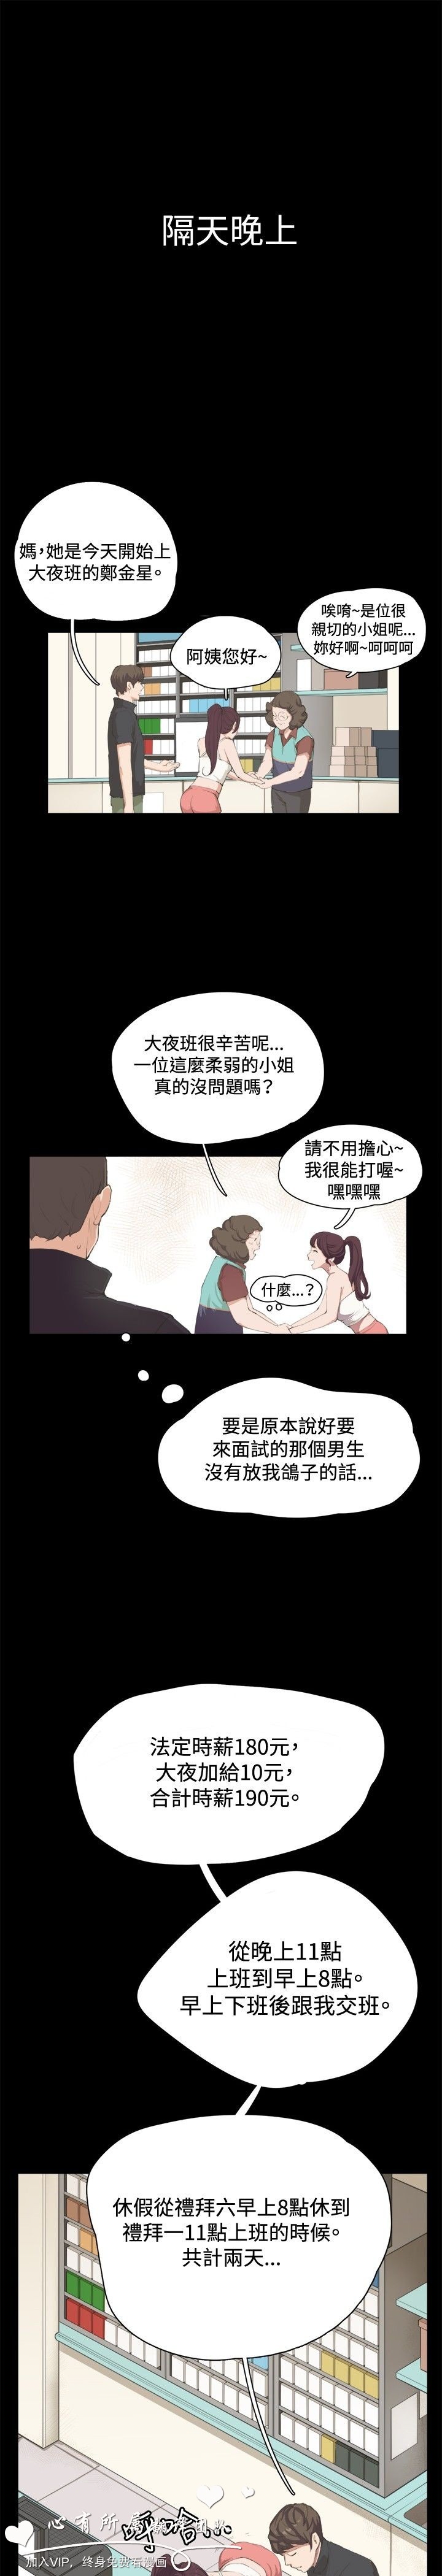 隔天晚上
媽,她是今天開始上
大夜班的鄭金星。
阿姨您好~
唉唷~是位很
親切的小姐呢...
妳好啊~呵呵呵
大夜班很辛苦呢...
一位這麼柔弱的小姐
真的沒問題嗎？
請不用擔心~
我很能打喔~
嘿嘿嘿
什麼...？
要是原本說好要
來面試的那個男生
沒有放我鴿子的話...
法定時薪180元,
大夜加給10元,
合計時薪190元。
從晚上11點
上班到早上8點。
早上下班後跟我交班。
休假從禮拜六早上8點休到
禮拜一11點上班的時候。
共計兩天...
心有所屬
加入VIP，终身免费看漫画